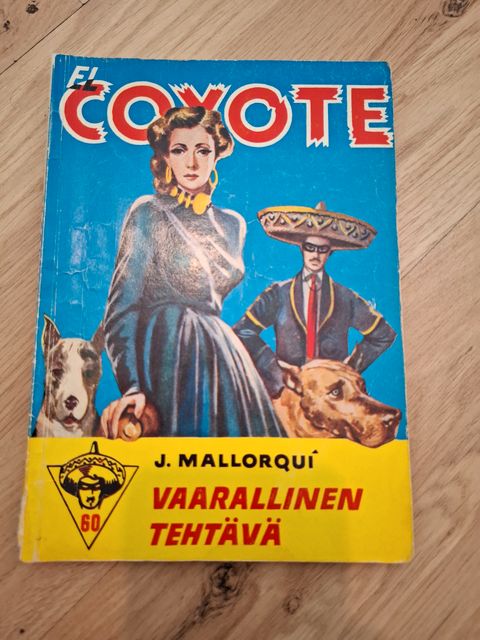 EL
COYOTE
J. MALLORQUÍ
60
VAARALLINEN
TEHTÄVÄ